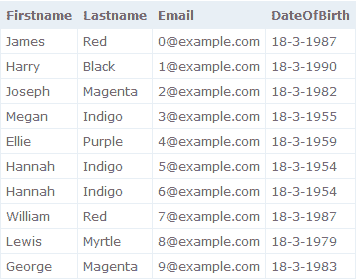 Firstname Lastname Email DateOfBirth
James Red 0@example.com 18-3-1987
Harry Black 1@example.com 18-3-1990
Joseph Magenta 2@example.com 18-3-1982
Megan Indigo 3@example.com 18-3-1955
Ellie Purple 4@example.com 18-3-1959
Hannah Indigo 5@example.com 18-3-1954
Hannah Indigo 6@example.com 18-3-1954
William Red 7@example.com 18-3-1987
Lewis Myrtle 8@example.com 18-3-1979
George Magenta 9@example.com 18-3-1983